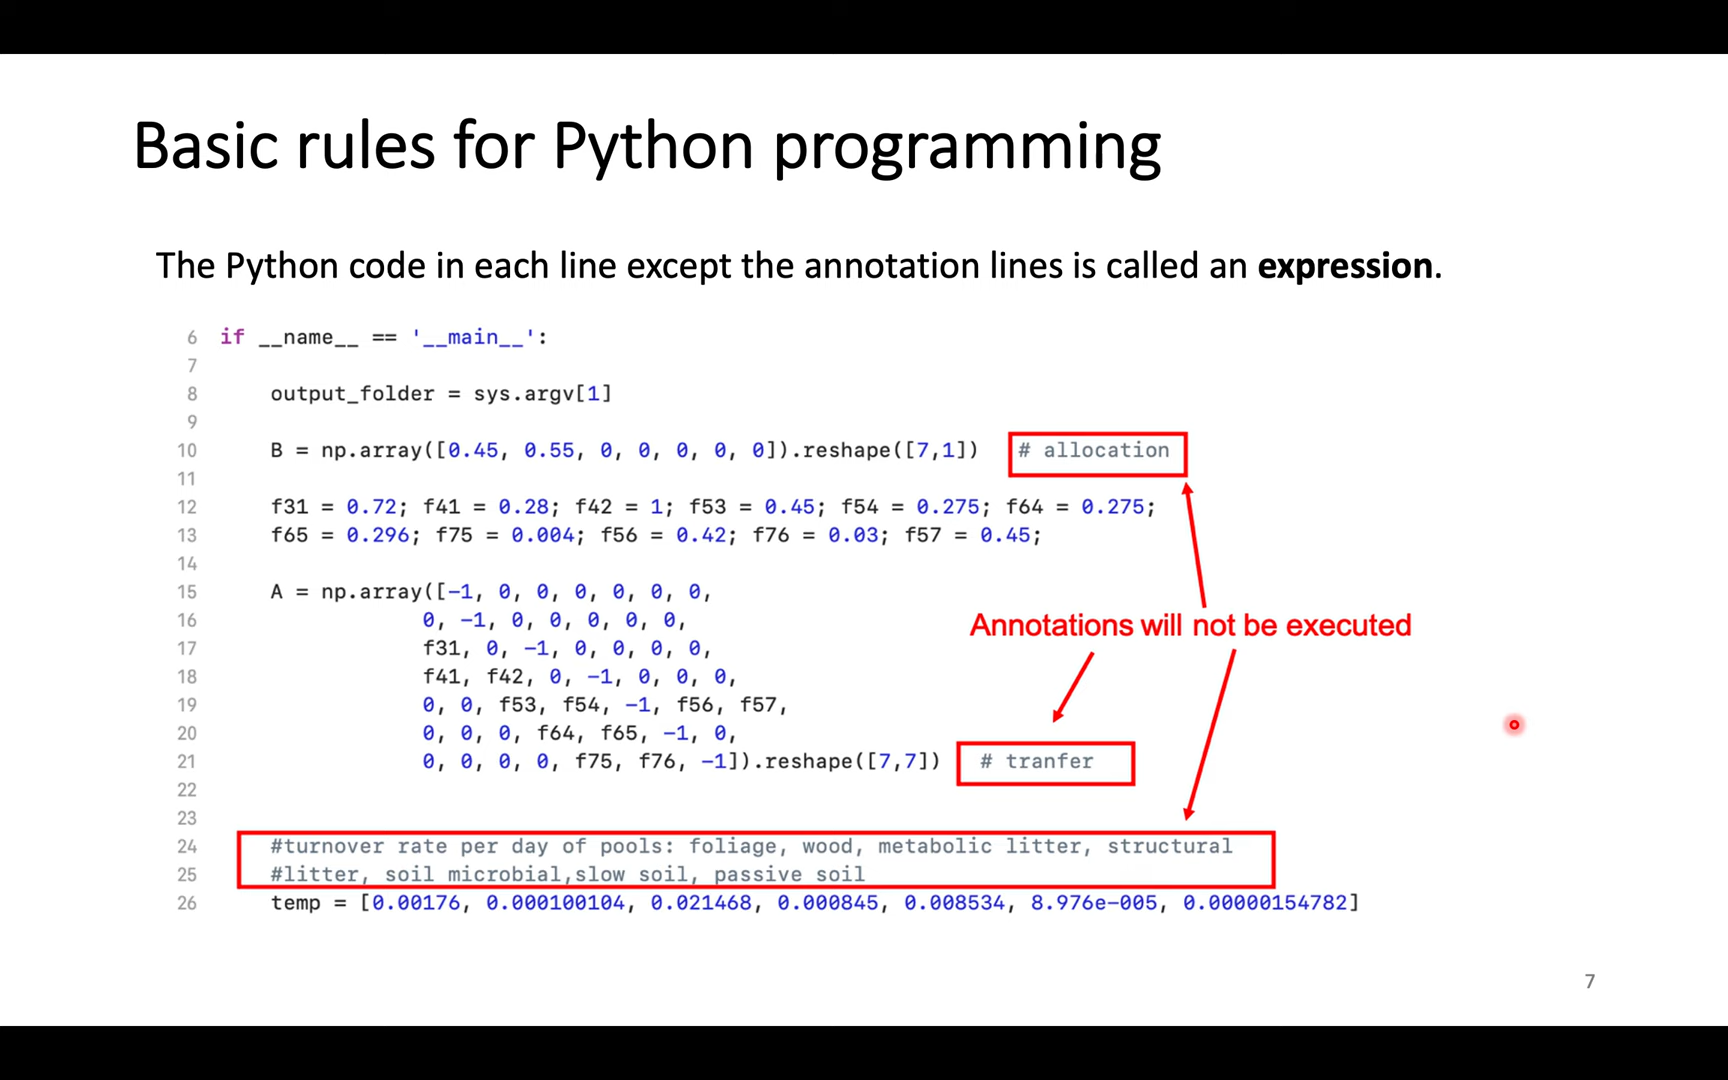 Basic rules for Python programming
The Python code in each line except the annotation lines is called an expression.
6 if __name__ == '__main__':
7
8 output_folder = sys.argv[1]
9
10 B = np.array([0.45, 0.55, 0, 0, 0, 0, 0]).reshape([7,1]) # allocation
11
12 f31 = 0.72; f41 = 0.28; f42 = 1; f53 = 0.45; f54 = 0.275; f64 = 0.275;
13 f65 = 0.296; f75 = 0.004; f56 = 0.42; f76 = 0.03; f57 = 0.45;
14
15 A = np.array([-1, 0, 0, 0, 0, 0, 0,
16 0, -1, 0, 0, 0, 0, 0,
Annotations will not be executed
17 f31, 0, -1, 0, 0, 0, 0,
18 f41, f42, 0, -1, 0, 0, 0,
19 0, 0, f53, f54, -1, f56, f57,
20 0, 0, 0, f64, f65, -1, 0,
21 0, 0, 0, 0, f75, f76, -1]).reshape([7,7]) # tranfer
22
23
24 #turnover rate per day of pools: foliage, wood, metabolic litter, structural
25 #litter, soil microbial,slow soil, passive soil
26 temp = [0.00176, 0.000100104, 0.021468, 0.000845, 0.008534, 8.976e-005, 0.00000154782]
7